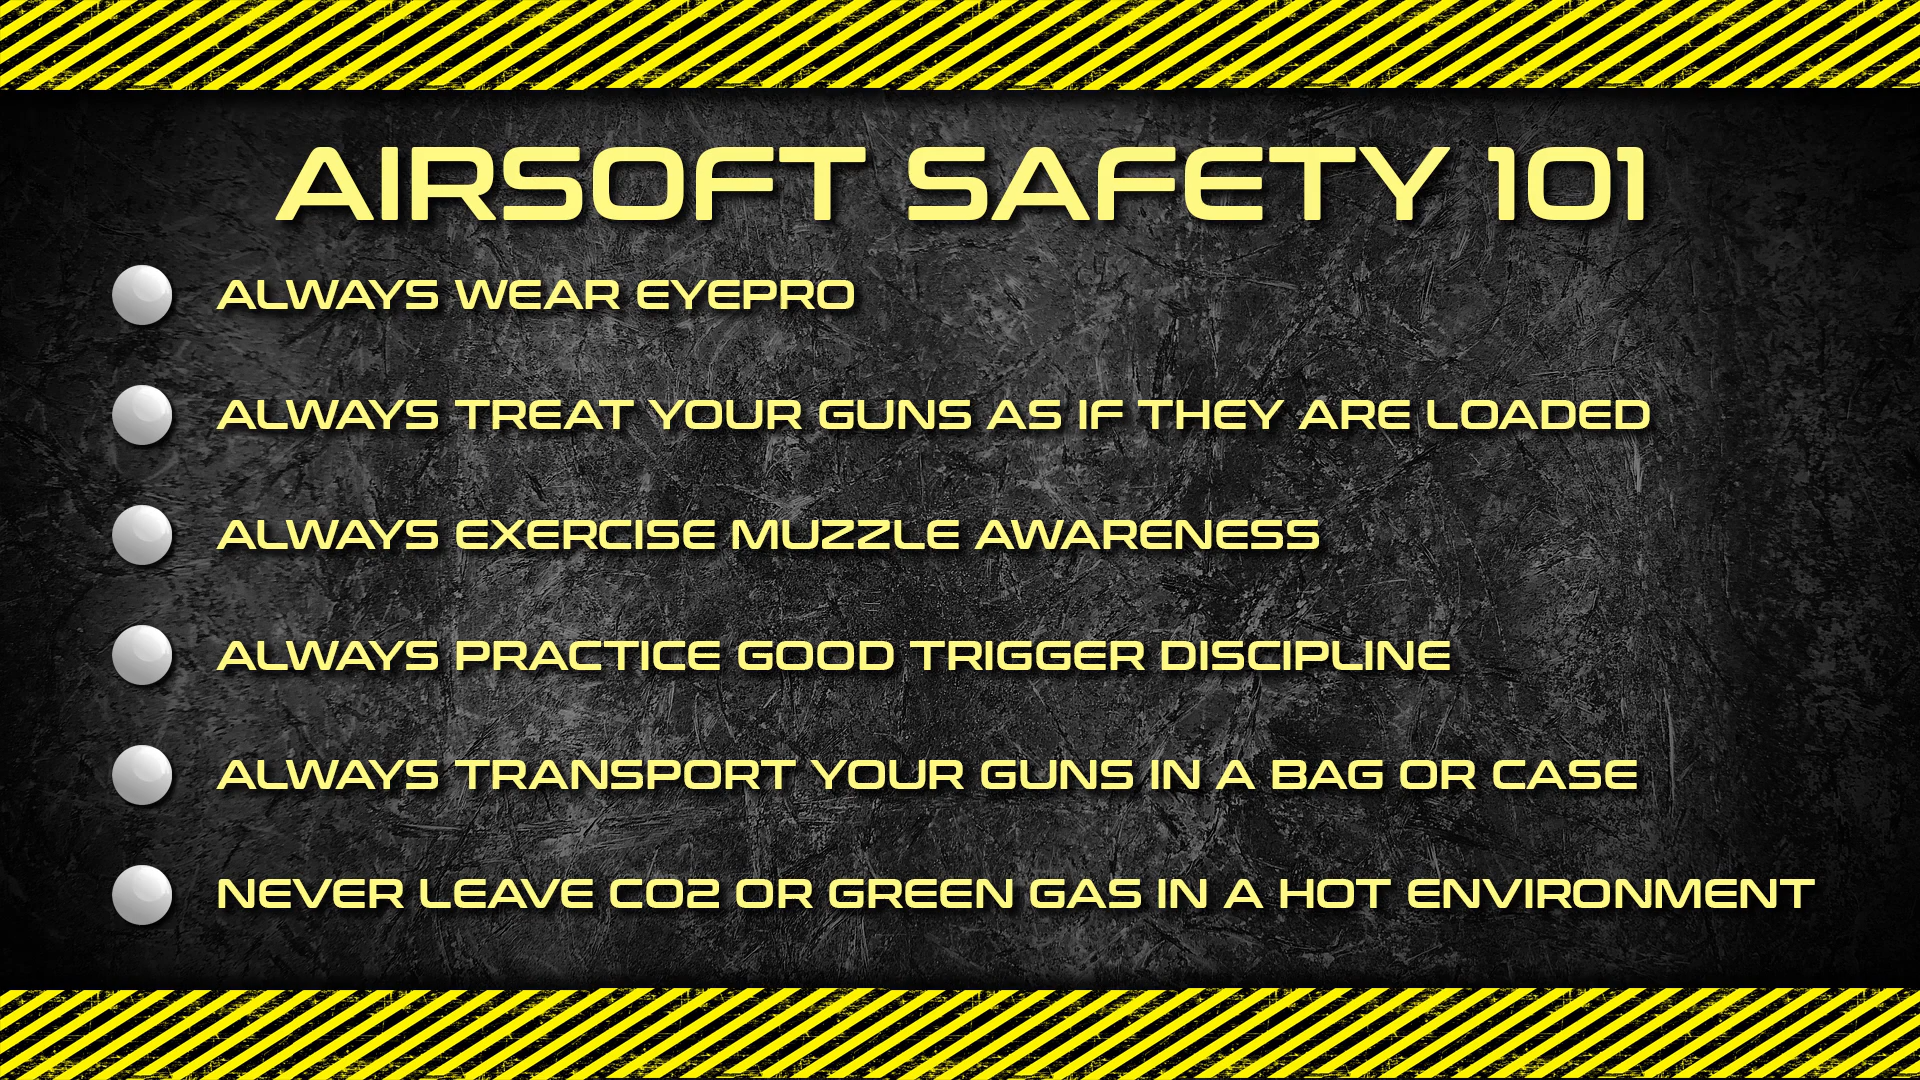 AIRSOFT SAFETY 101
ALWAYS WEAR EYEPRO
ALWAYS TREAT YOUR GUNS AS IF THEY ARE LOADED
ALWAYS EXERCISE MUZZLE AWARENESS
ALWAYS PRACTICE GOOD TRIGGER DISCIPLINE
ALWAYS TRANSPORT YOUR GUNS IN A BAG OR CASE
NEVER LEAVE CO2 OR GREEN GAS IN A HOT ENVIRONMENT